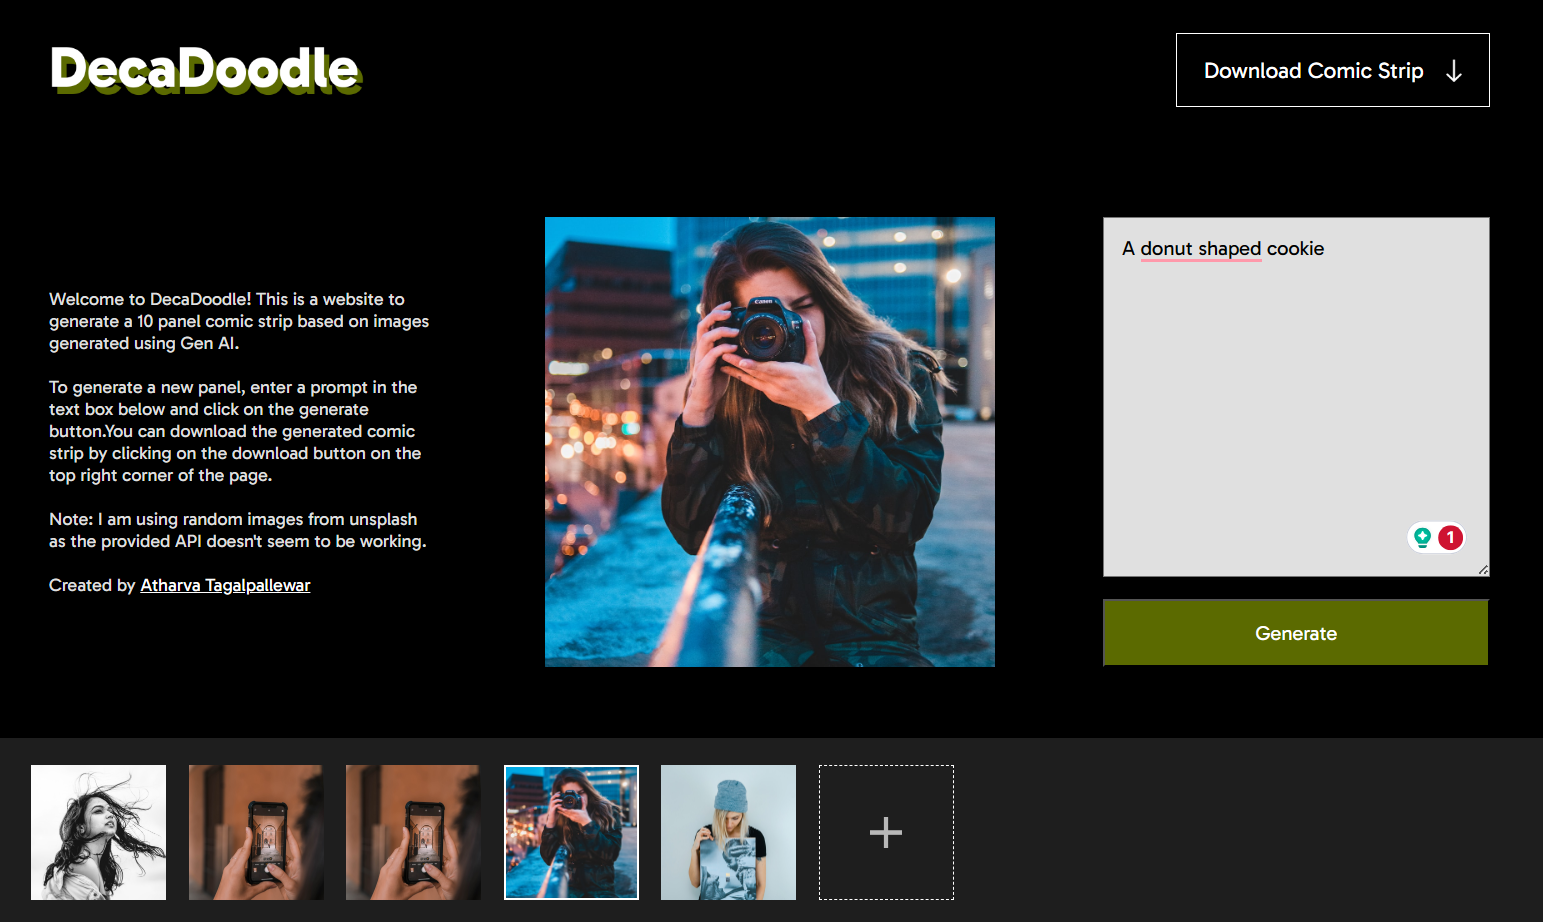 DecaDoodle
Download Comic Strip
Welcome to DecaDoodle! This is a website to
generate a 10 panel comic strip based on images
generated using Gen AI.
To generate a new panel, enter a prompt in the
text box below and click on the generate
button.You can download the generated comic
strip by clicking on the download button on the
top right corner of the page.
Note: I am using random images from unsplash
as the provided API doesn't seem to be working.
Created by Atharva Tagalpallewar
Canon
A donut shaped cookie
1
Generate